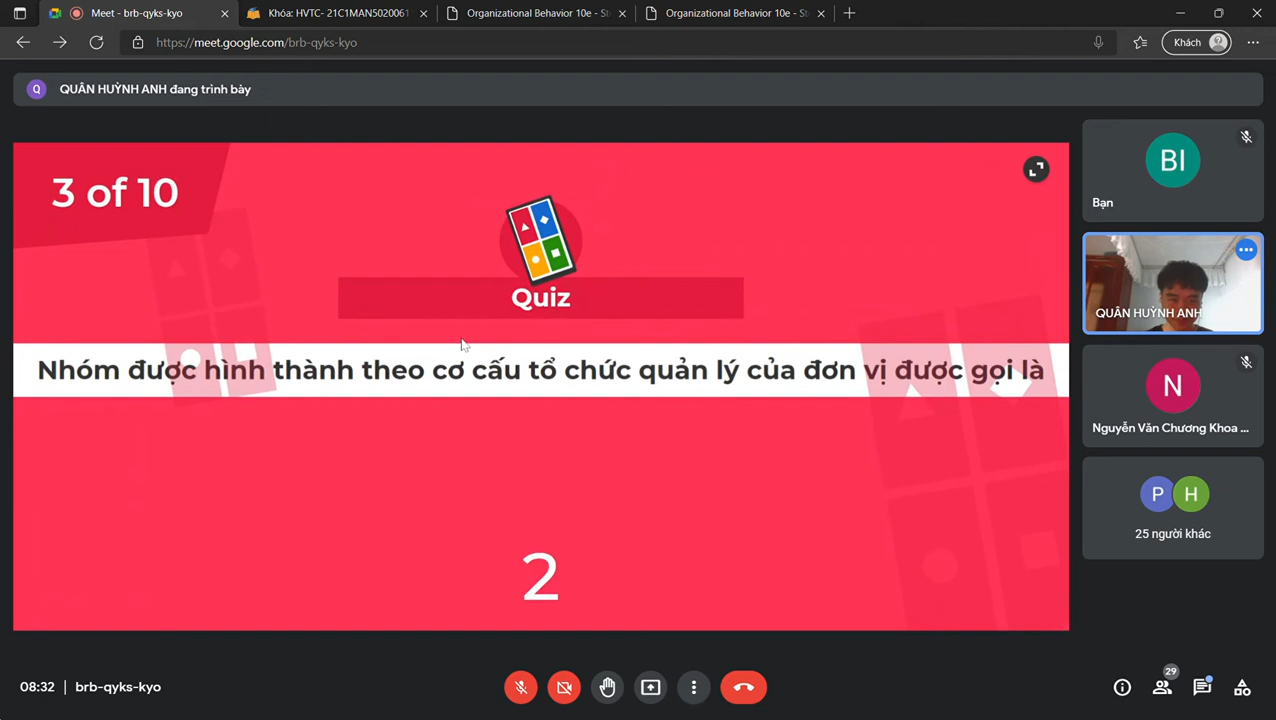 Meet - brb-qyks-kyo
Khóa: HVTC- 21C1MAN5020061
Organizational Behavior 10e - St
Organizational Behavior 10e - St
https://meet.google.com/brb-qyks-kyo
Khách
Q
QUÂN HUỲNH ANH đang trình bày
3 of 10
Quiz
Nhóm được hình thành theo cơ cấu tổ chức quản lý của đơn vị được gọi là
2
BI
Bạn
QUÂN HUỲNH ANH
N
Nguyễn Văn Chương Khoa ...
P
H
25 người khác
08:32 | brb-qyks-kyo
29